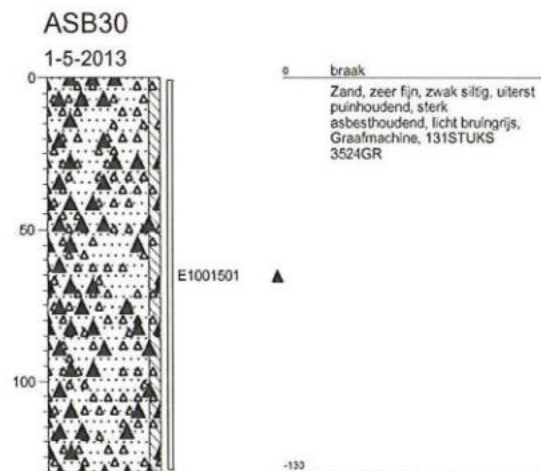 ASB30
1-5-2013
0
0 braak
Zand, zeer fijn, zwak siltig, uiterst
puinhoudend, sterk
asbesthoudend, licht bruingrijs,
Graafmachine, 131STUKS
3524GR
50
E1001501
100
-130